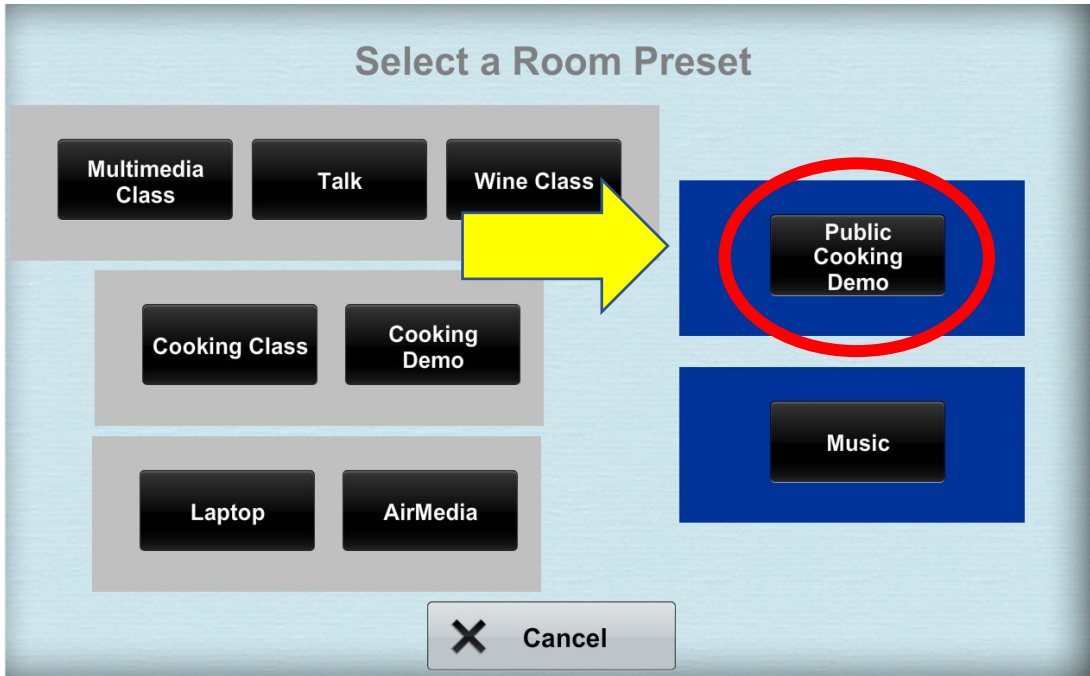 Select a Room Preset
Multimedia
Class
Talk
Wine Class
Public
Cooking
Demo
Cooking Class
Cooking
Demo
Music
Laptop
AirMedia
Cancel